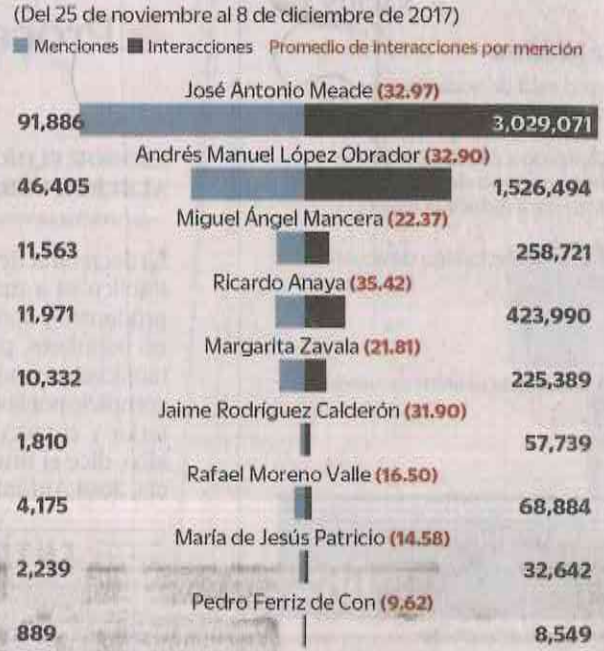 (Del 25 de noviembre al 8 de diciembre de 2017)
Menciones Interacciones Promedio de interacciones por mención
José Antonio Meade (32.97)
91,886 3,029,071
Andrés Manuel López Obrador (32.90)
46,405 1,526,494
Miguel Ángel Mancera (22.37)
11,563 258,721
Ricardo Anaya (35.42)
11,971 423,990
Margarita Zavala (21.81)
10,332 225,389
Jaime Rodríguez Calderón (31.90)
1,810 57,739
Rafael Moreno Valle (16.50)
4,175 68,884
María de Jesús Patricio (14.58)
2,239 32,642
Pedro Ferriz de Con (9.62)
889 8,549